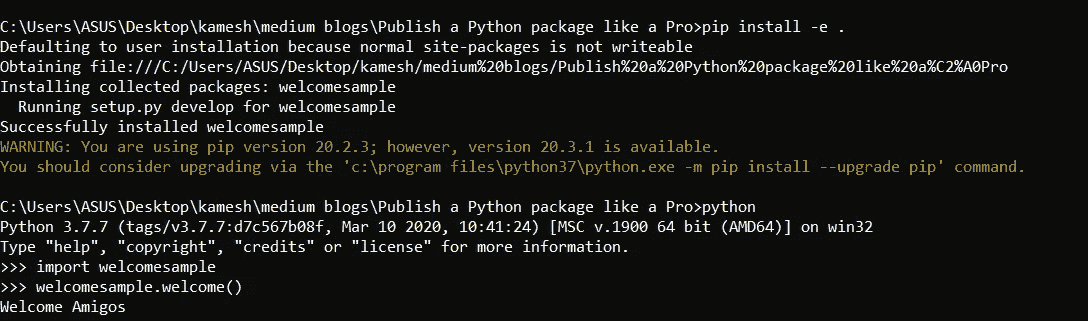 C:\Users\ASUS\Desktop\kamesh\medium blogs\Publish a Python package like a Pro>pip install -e .
Defaulting to user installation because normal site-packages is not writeable
Obtaining file:///C:/Users/ASUS/Desktop/kamesh/medium%20blogs/Publish%20a%20Python%20package%20like%20a%C2%A0Pro
Installing collected packages: welcomesample
  Running setup.py develop for welcomesample
Successfully installed welcomesample
WARNING: You are using pip version 20.2.3; however, version 20.3.1 is available.
You should consider upgrading via the 'c:\program files\python37\python.exe -m pip install --upgrade pip' command.
C:\Users\ASUS\Desktop\kamesh\medium blogs\Publish a Python package like a Pro>python
Python 3.7.7 (tags/v3.7.7:d7c567b08f, Mar 10 2020, 10:41:24) [MSC v.1900 64 bit (AMD64)] on win32
Type "help", "copyright", "credits" or "license" for more information.
>>> import welcomesample
>>> welcomesample.welcome()
Welcome Amigos